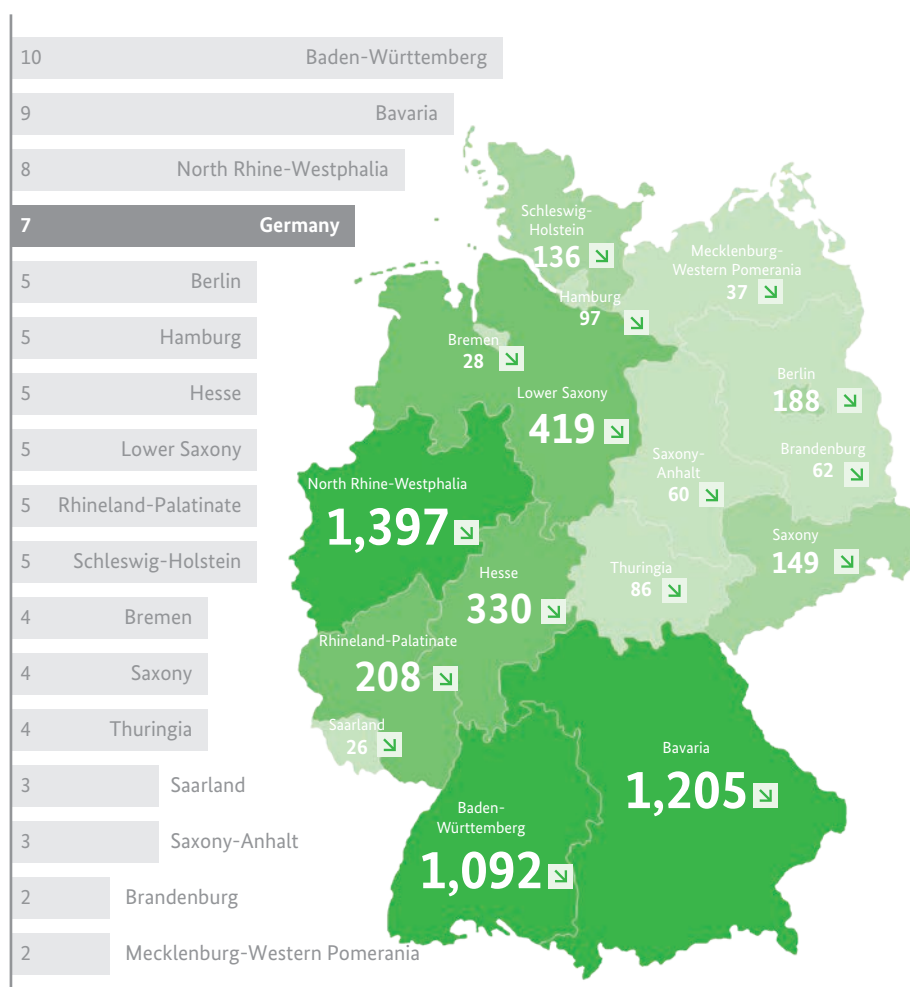 10 Baden-Württemberg
9 Bavaria
8 North Rhine-Westphalia
7 Germany
5 Berlin
5 Hamburg
5 Hesse
5 Lower Saxony
5 Rhineland-Palatinate
5 Schleswig-Holstein
4 Bremen
4 Saxony
4 Thuringia
3 Saarland
3 Saxony-Anhalt
2 Brandenburg
2 Mecklenburg-Western Pomerania
Schleswig-
Holstein
136
Mecklenburg-
Western Pomerania
37
Hamburg
97
Bremen
28
Lower Saxony
419
Berlin
188
Brandenburg
62
Saxony-
Anhalt
60
North Rhine-Westphalia
1,397
Saxony
149
Hesse
330
Thuringia
86
Rhineland-Palatinate
208
Saarland
26
Bavaria
1,205
Baden-
Württemberg
1,092